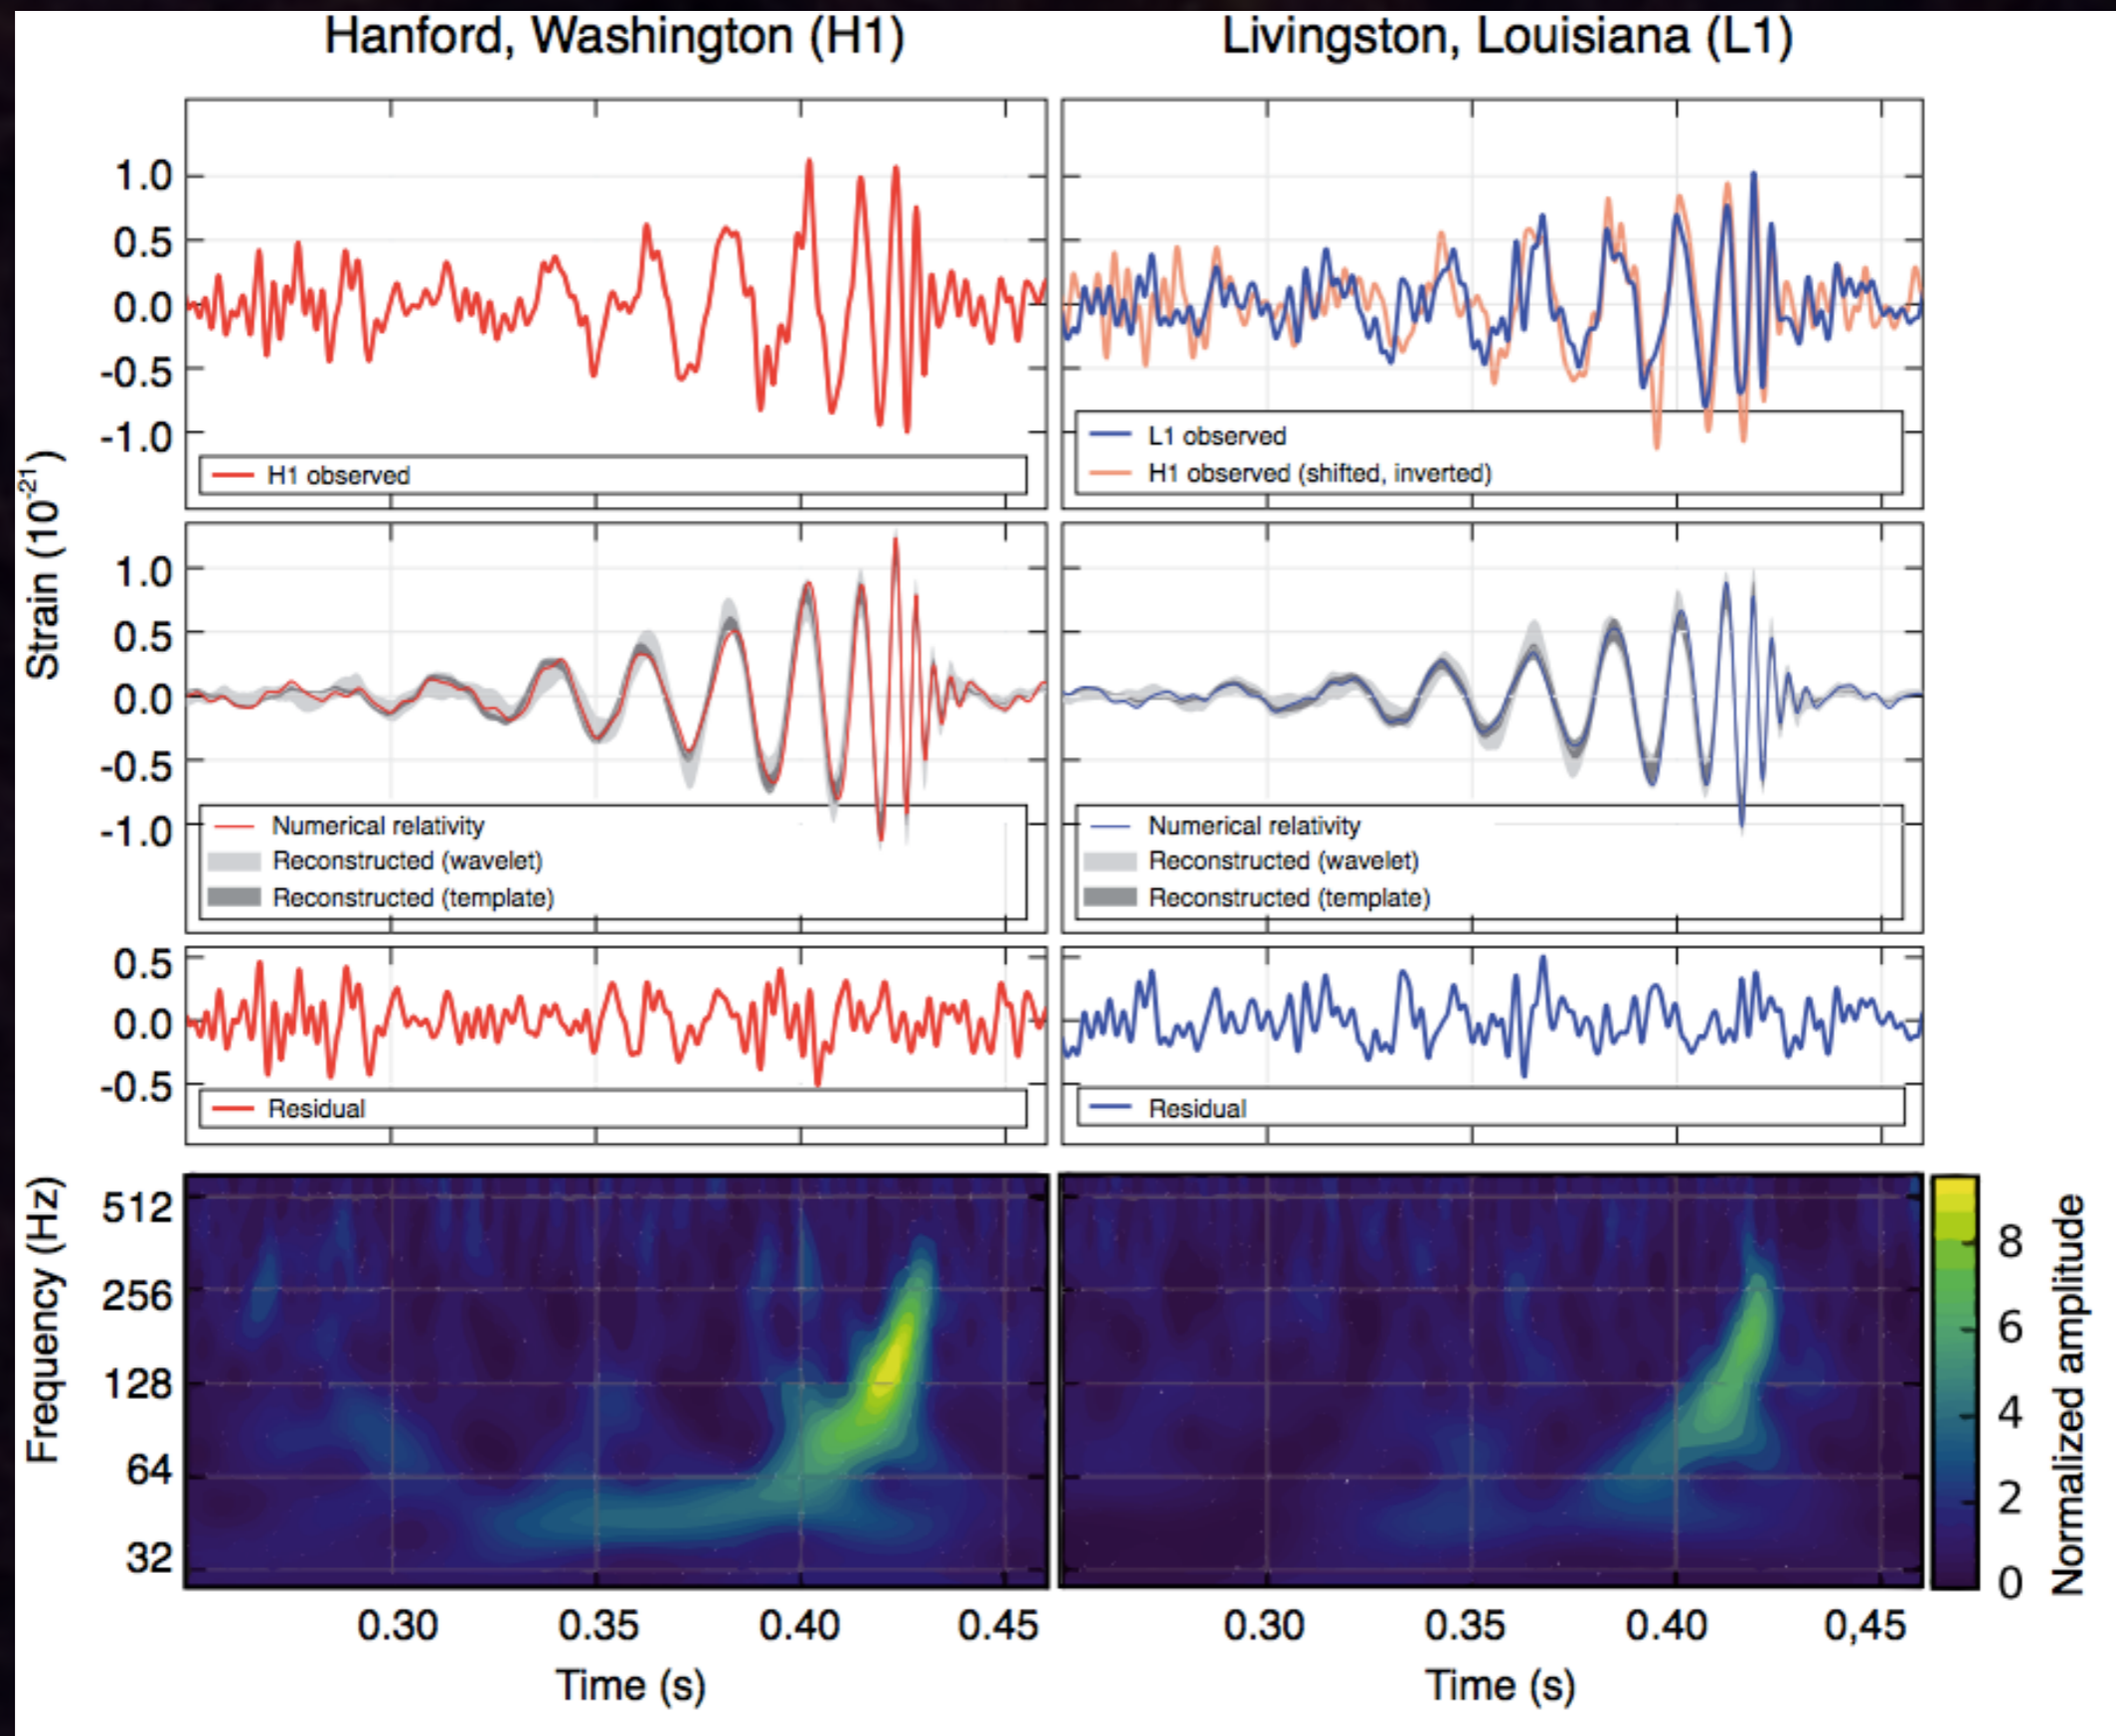 Hanford, Washington (H1)
Livingston, Louisiana (L1)
Strain (10-21)
1.0
0.5
0.0
-0.5
-1.0
H1 observed
L1 observed
H1 observed (shifted, inverted)
1.0
0.5
0.0
-0.5
-1.0
Numerical relativity
Reconstructed (wavelet)
Reconstructed (template)
Numerical relativity
Reconstructed (wavelet)
Reconstructed (template)
0.5
0.0
-0.5
Residual
Residual
Frequency (Hz)
512
256
128
64
32
8
6
4
2
0
Normalized amplitude
0.30 0.35 0.40 0.45
0.30 0.35 0.40 0,45
Time (s)
Time (s)